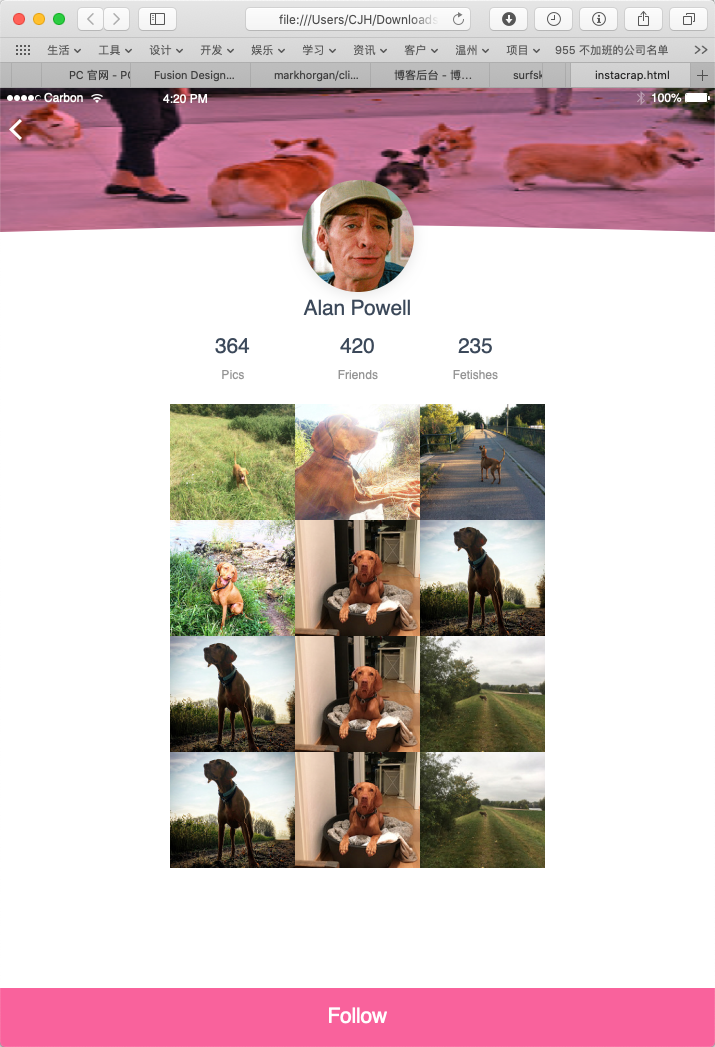 file:///Users/CJH/Downloads
生活 工具 设计 开发 娱乐 学习 资讯 客户 温州 项目 955 不加班的公司名单
PC 官网 - P Fusion Design... markhorgan/cli... 博客后台 - 博... surfsk instacrap.html
Carbon 4:20 PM 100%
Alan Powell
364 420 235
Pics Friends Fetishes
Follow